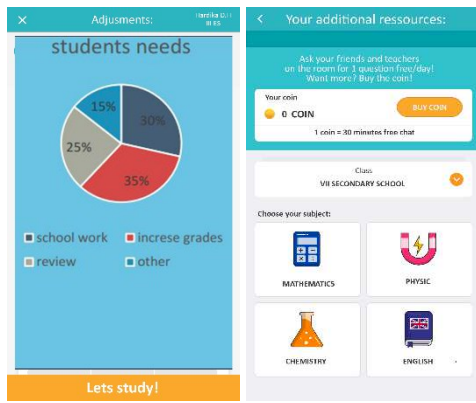 Adjusments:
students needs
15%
30%
25%
35%
school work
increse grades
review
other
Lets study!
Your additional ressources:
Ask your friends and teachers
on the room for 1 question free/day!
Want more? Buy the coin!
Your coin
0 COIN
BUY COIN
1 coin = 30 minutes free chat
Class
VII SECONDARY SCHOOL
Choose your subject:
MATHEMATICS
PHYSIC
CHEMISTRY
ENGLISH